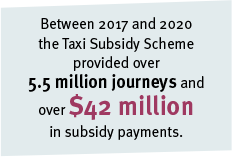 Between 2017 and 2020
the Taxi Subsidy Scheme
provided over
5.5 million journeys and
over $42 million
in subsidy payments.